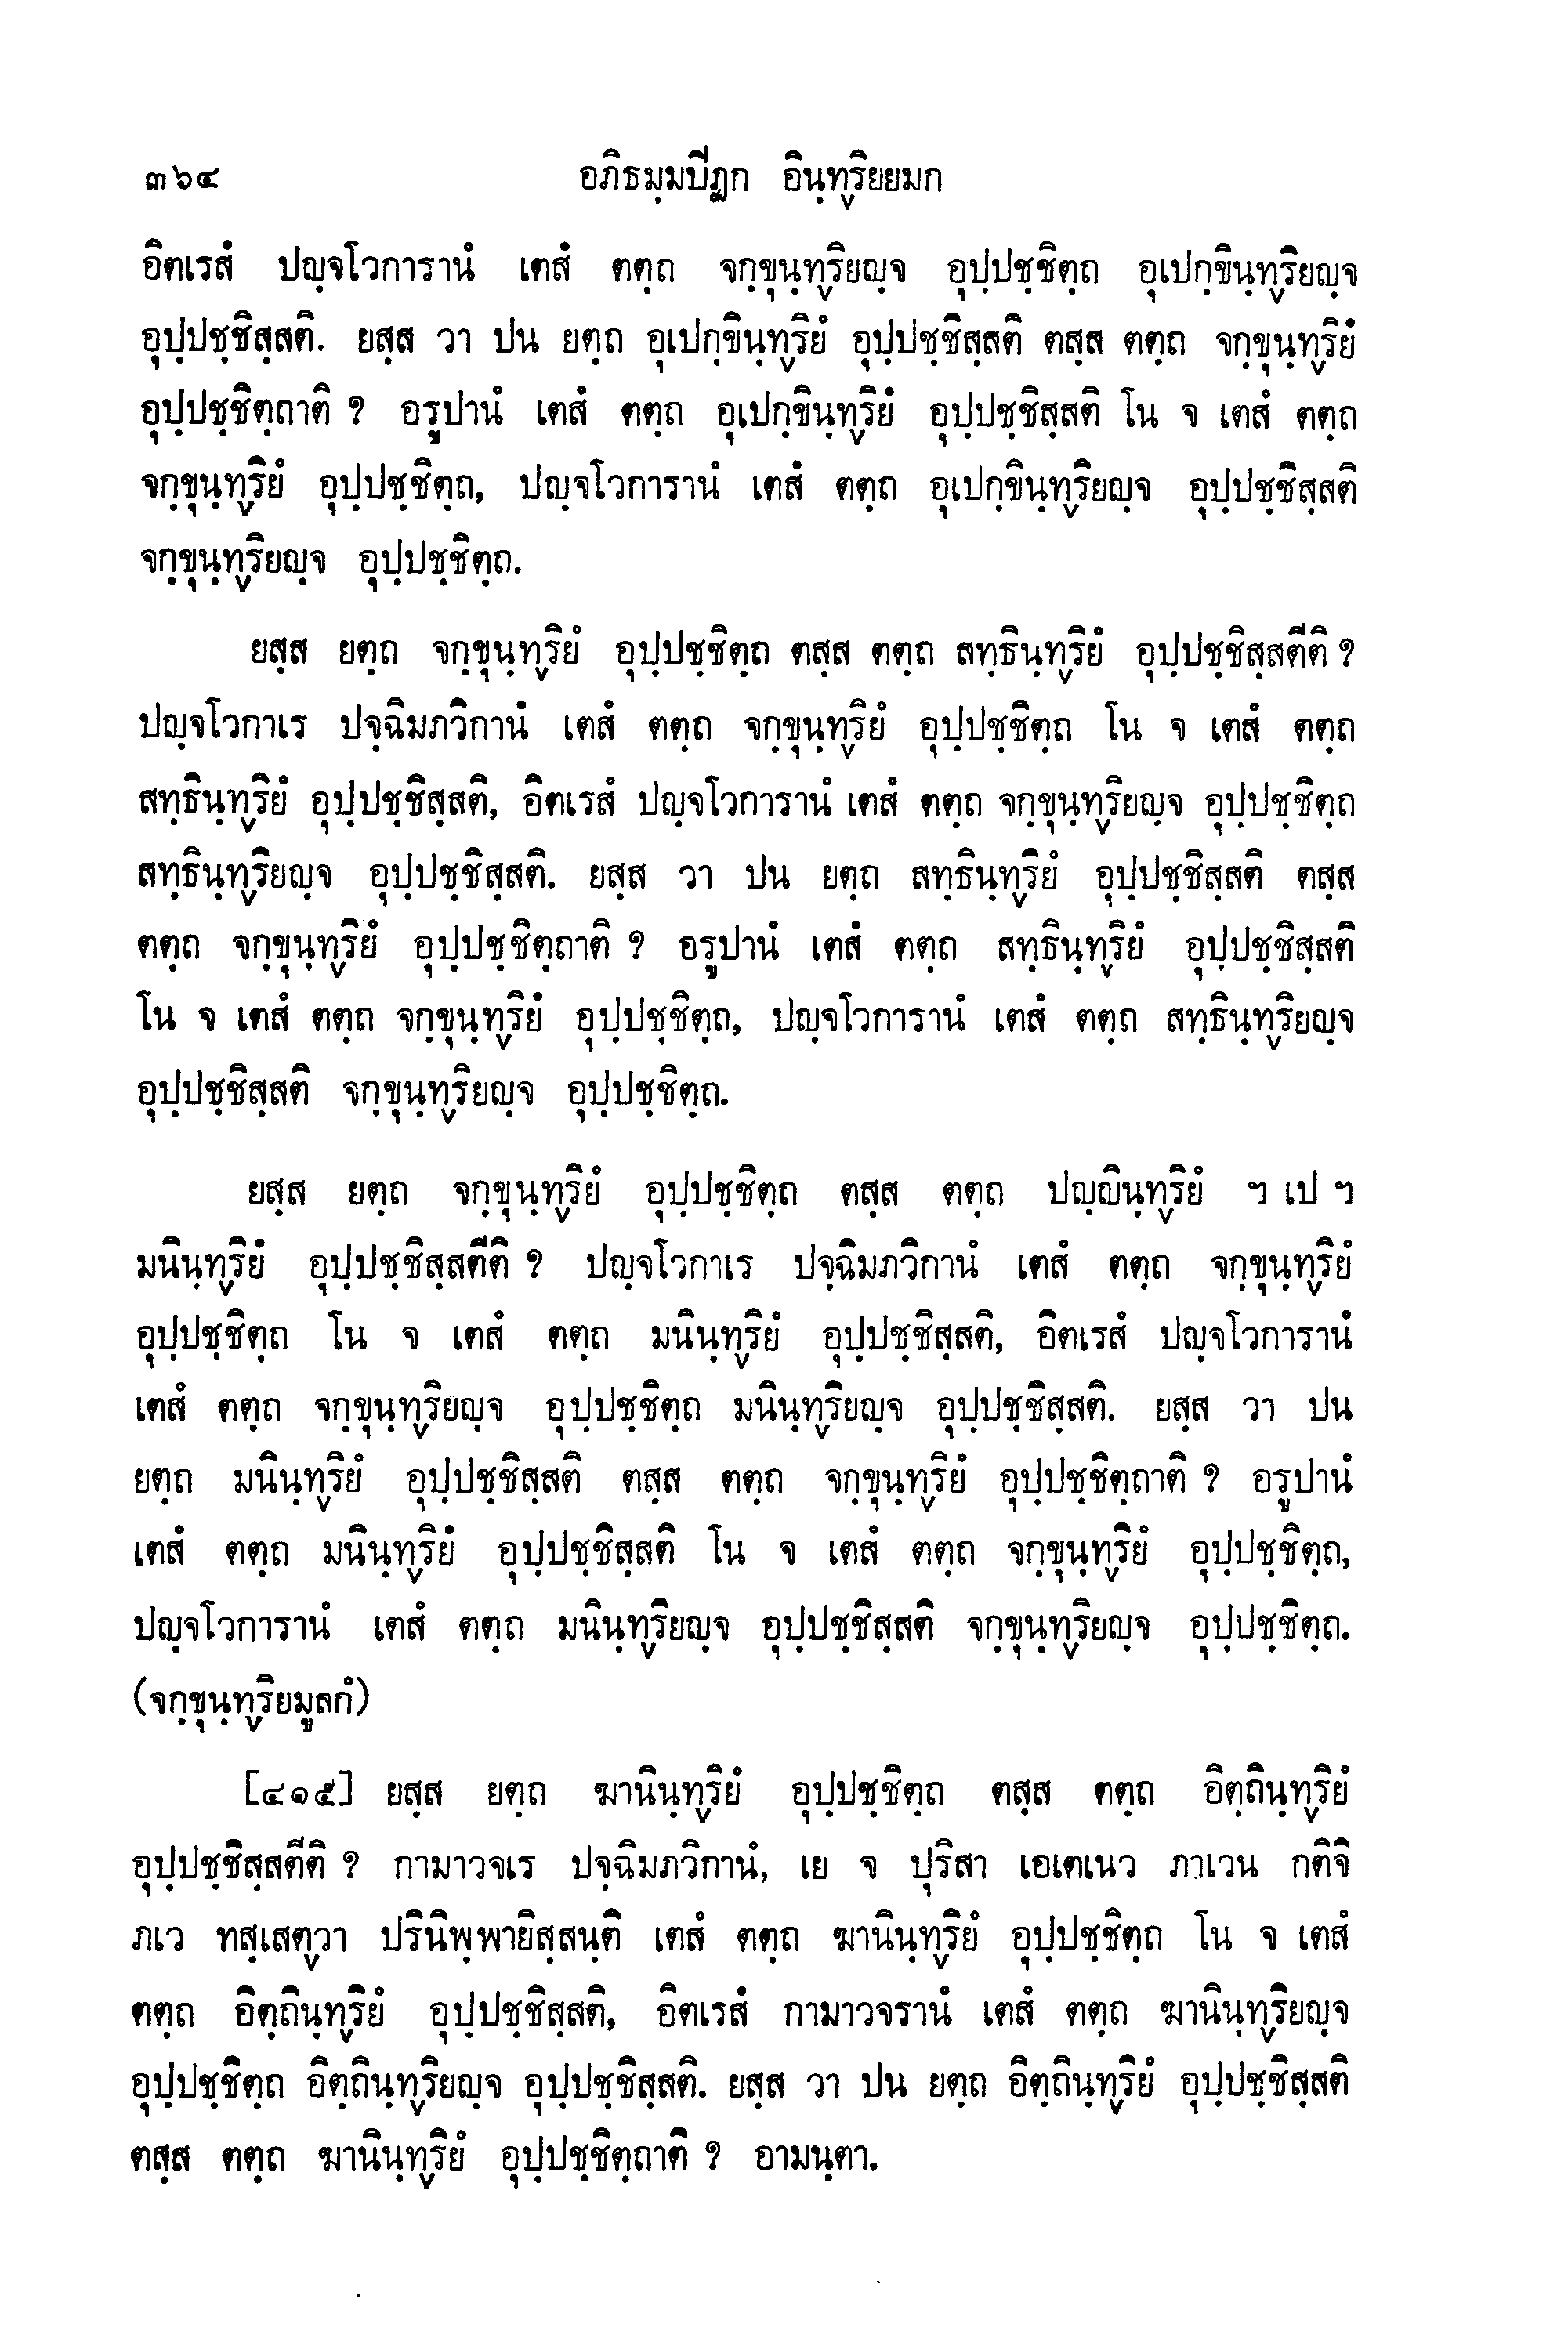 ๓๖๔ อภิธมฺมปีฏก อินฺทฺริยยมก
อิตเรสํ ปญฺจโวการานํ เตสํ ตตฺถ จกฺขุนฺทฺริยญฺจ อุปฺปชฺชิตฺถ อุเปกฺขินฺทฺริยญฺจ
อุปฺปชฺชิสฺสติ. ยสฺส วา ปน ยตฺถ อุเปกฺขินฺทฺริยํ อุปฺปชฺชิสฺสติ ตสฺส ตตฺถ จกฺขุนฺทฺริยํ
อุปฺปชฺชิตฺถาติ ? อรูปานํ เตสํ ตตฺถ อุเปกฺขินฺทฺริยํ อุปฺปชฺชิสฺสติ โน จ เตสํ ตตฺถ
จกฺขุนฺทฺริยํ อุปฺปชฺชิตฺถ, ปญฺจโวการานํ เตสํ ตตฺถ อุเปกฺขินฺทฺริยญฺจ อุปฺปชฺชิสฺสติ
จกฺขุนฺทฺริยญฺจ อุปฺปชฺชิตฺถ.
ยสฺส ยตฺถ จกฺขุนฺทฺริยํ อุปฺปชฺชิตฺถ ตสฺส ตตฺถ สทฺธินฺทฺริยํ อุปฺปชฺชิสฺสตีติ ?
ปญฺจโวกาเร ปจฺฉิมภวิกานํ เตสํ ตตฺถ จกฺขุนฺทฺริยํ อุปฺปชฺชิตฺถ โน จ เตสํ ตตฺถ
สทฺธินฺทฺริยํ อุปฺปชฺชิสฺสติ, อิตเรสํ ปญฺจโวการานํ เตสํ ตตฺถ จกฺขุนฺทฺริยญฺจ อุปฺปชฺชิตฺถ
สทฺธินฺทฺริยญฺจ อุปฺปชฺชิสฺสติ. ยสฺส วา ปน ยตฺถ สทฺธินฺทฺริยํ อุปฺปชฺชิสฺสติ ตสฺส
ตตฺถ จกฺขุนฺทฺริยํ อุปฺปชฺชิตฺถาติ ? อรูปานํ เตสํ ตตฺถ สทฺธินฺทฺริยํ อุปฺปชฺชิสฺสติ
โน จ เตสํ ตตฺถ จกฺขุนฺทฺริยํ อุปฺปชฺชิตฺถ, ปญฺจโวการานํ เตสํ ตตฺถ สทฺธินฺทฺริยญฺจ
อุปฺปชฺชิสฺสติ จกฺขุนฺทฺริยญฺจ อุปฺปชฺชิตฺถ.
ยสฺส ยตฺถ จกฺขุนฺทฺริยํ อุปฺปชฺชิตฺถ ตสฺส ตตฺถ ปญฺญินฺทฺริยํ ฯ เป ฯ
มนินฺทฺริยํ อุปฺปชฺชิสฺสตีติ ? ปญฺจโวกาเร ปจฺฉิมภวิกานํ เตสํ ตตฺถ จกฺขุนฺทฺริยํ
อุปฺปชฺชิตฺถ โน จ เตสํ ตตฺถ มนินฺทฺริยํ อุปฺปชฺชิสฺสติ, อิตเรสํ ปญฺจโวการานํ
เตสํ ตตฺถ จกฺขุนฺทฺริยญฺจ อุปฺปชฺชิตฺถ มนินฺทฺริยญฺจ อุปฺปชฺชิสฺสติ. ยสฺส วา ปน
ยตฺถ มนินฺทฺริยํ อุปฺปชฺชิสฺสติ ตสฺส ตตฺถ จกฺขุนฺทฺริยํ อุปฺปชฺชิตฺถาติ ? อรูปานํ
เตสํ ตตฺถ มนินฺทฺริยํ อุปฺปชฺชิสฺสติ โน จ เตสํ ตตฺถ จกฺขุนฺทฺริยํ อุปฺปชฺชิตฺถ,
ปญฺจโวการานํ เตสํ ตตฺถ มนินฺทฺริยญฺจ อุปฺปชฺชิสฺสติ จกฺขุนฺทฺริยญฺจ อุปฺปชฺชิตฺถ.
(จกฺขุนฺทฺริยมูลกํ)
[๔๑๕] ยสฺส ยตฺถ ฆานินฺทฺริยํ อุปฺปชฺชิตฺถ ตสฺส ตตฺถ อิตฺถินฺทฺริยํ
อุปฺปชฺชิสฺสตีติ ? กามาวจเร ปจฺฉิมภวิกานํ, เย จ ปุริสา เอเตเนว ภาเวน กติจิ
ภเว ทสฺเสตฺวา ปรินิพฺพายิสฺสนฺติ เตสํ ตตฺถ ฆานินฺทฺริยํ อุปฺปชฺชิตฺถ โน จ เตสํ
ตตฺถ อิตฺถินฺทฺริยํ อุปฺปชฺชิสฺสติ, อิตเรสํ กามาวจรานํ เตสํ ตตฺถ ฆานินฺทฺริยญฺจ
อุปฺปชฺชิตฺถ อิตฺถินฺทฺริยญฺจ อุปฺปชฺชิสฺสติ. ยสฺส วา ปน ยตฺถ อิตฺถินฺทฺริยํ อุปฺปชฺชิสฺสติ
ตสฺส ตตฺถ ฆานินฺทฺริยํ อุปฺปชฺชิตฺถาติ ? อามนฺตา.